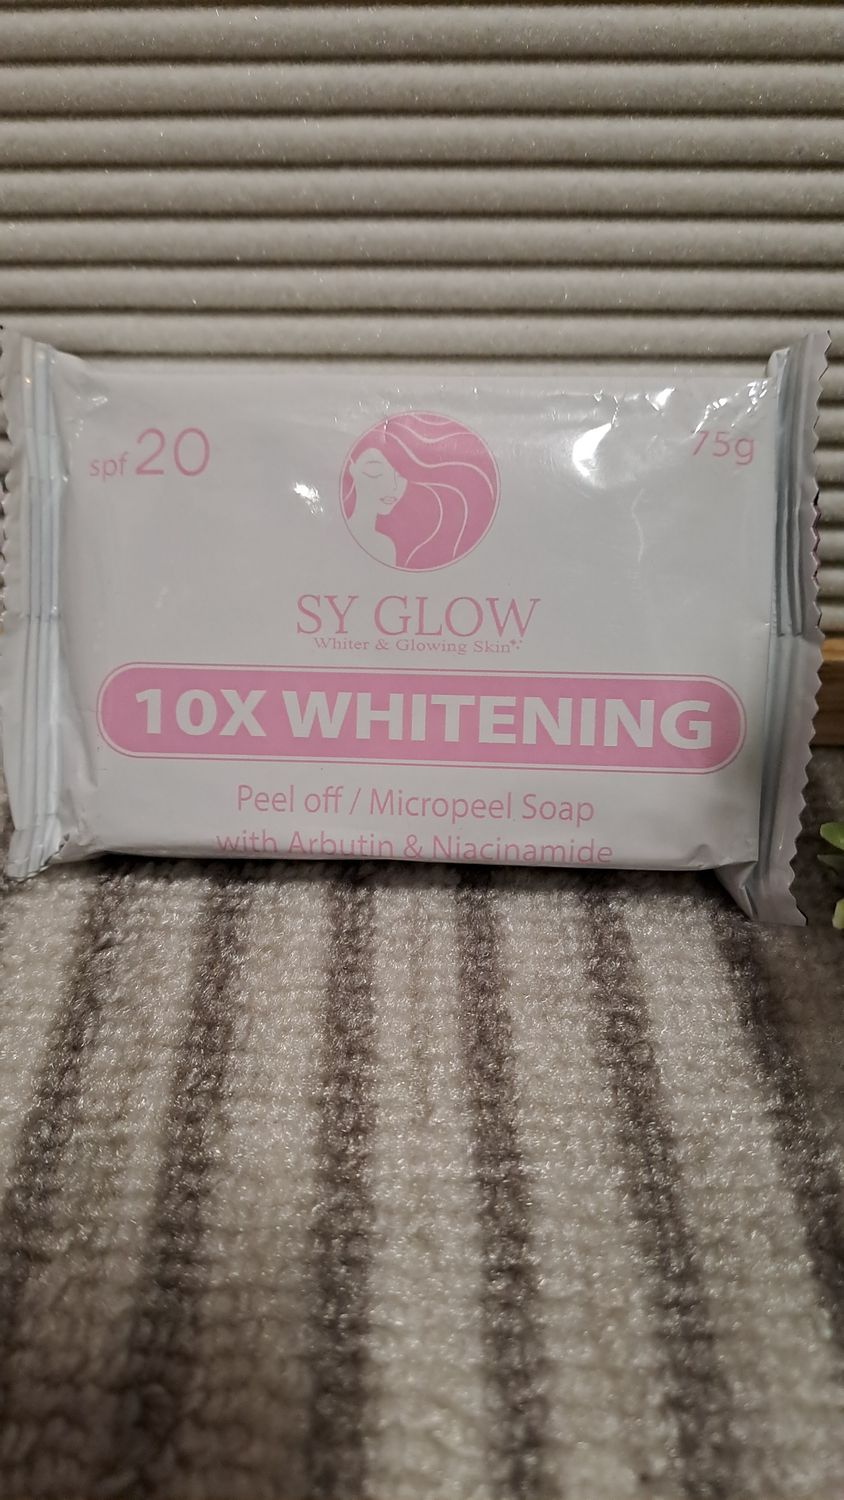 spf 20
75g
SY GLOW
Whiter & Glowing Skin
10X WHITENING
Peel off / Micropeel Soap
with Arbutin & Niacinamide